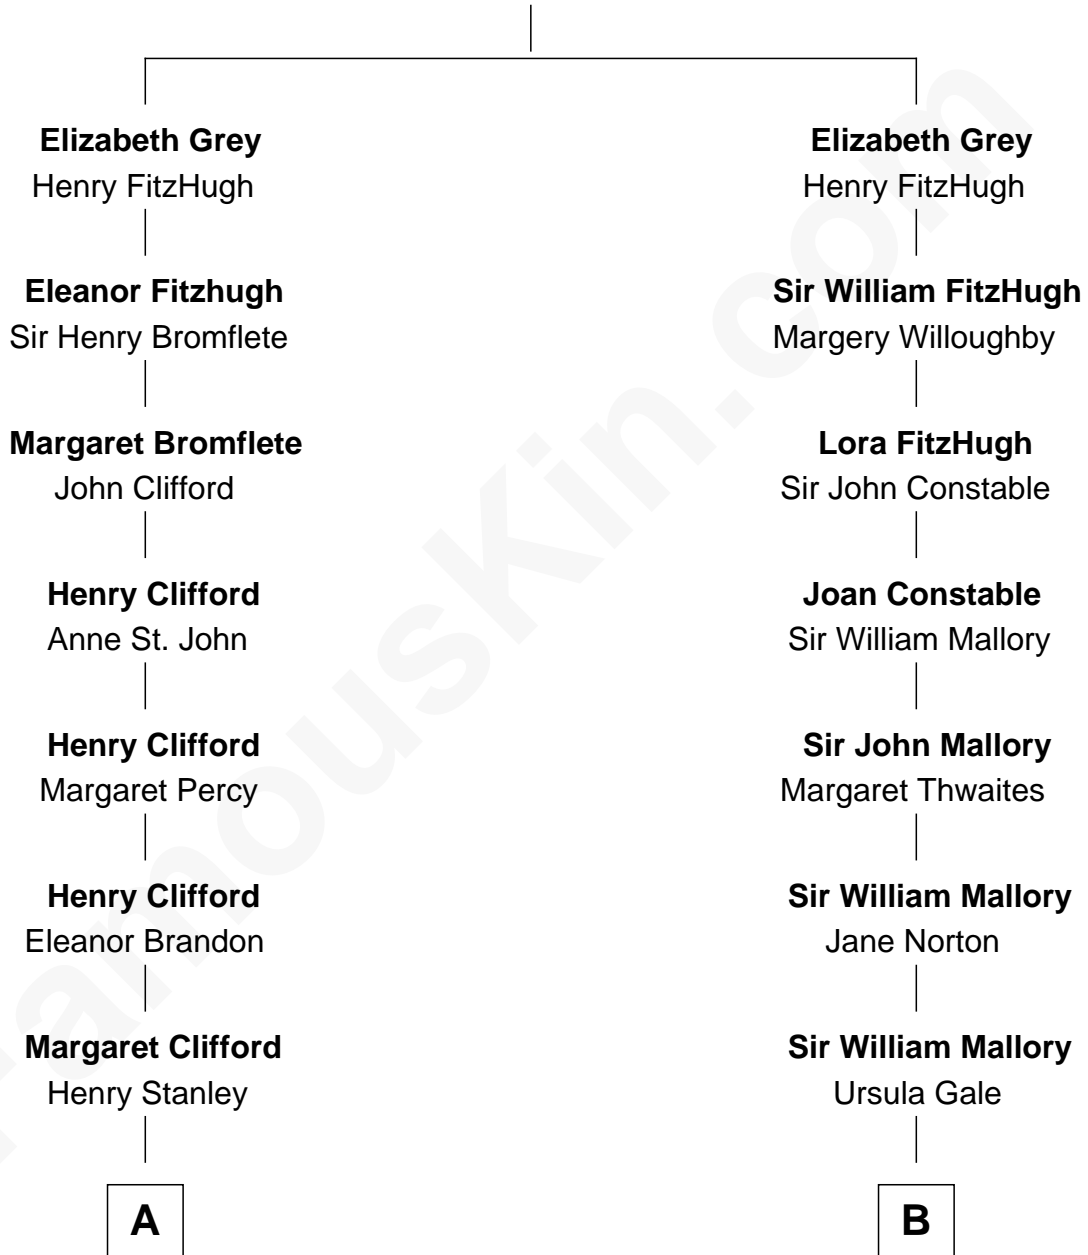 Elizabeth Grey
Henry FitzHugh
Eleanor Fitzhugh
Sir Henry Bromflete
Margaret Bromflete
John Clifford
Henry Clifford
Anne St. John
Henry Clifford
Margaret Percy
Henry Clifford
Eleanor Brandon
Margaret Clifford
Henry Stanley
A
Elizabeth Grey
Henry FitzHugh
Sir William FitzHugh
Margery Willoughby
Lora FitzHugh
Sir John Constable
Joan Constable
Sir William Mallory
Sir John Mallory
Margaret Thwaites
Sir William Mallory
Jane Norton
Sir William Mallory
Ursula Gale
B
FamousKin.com